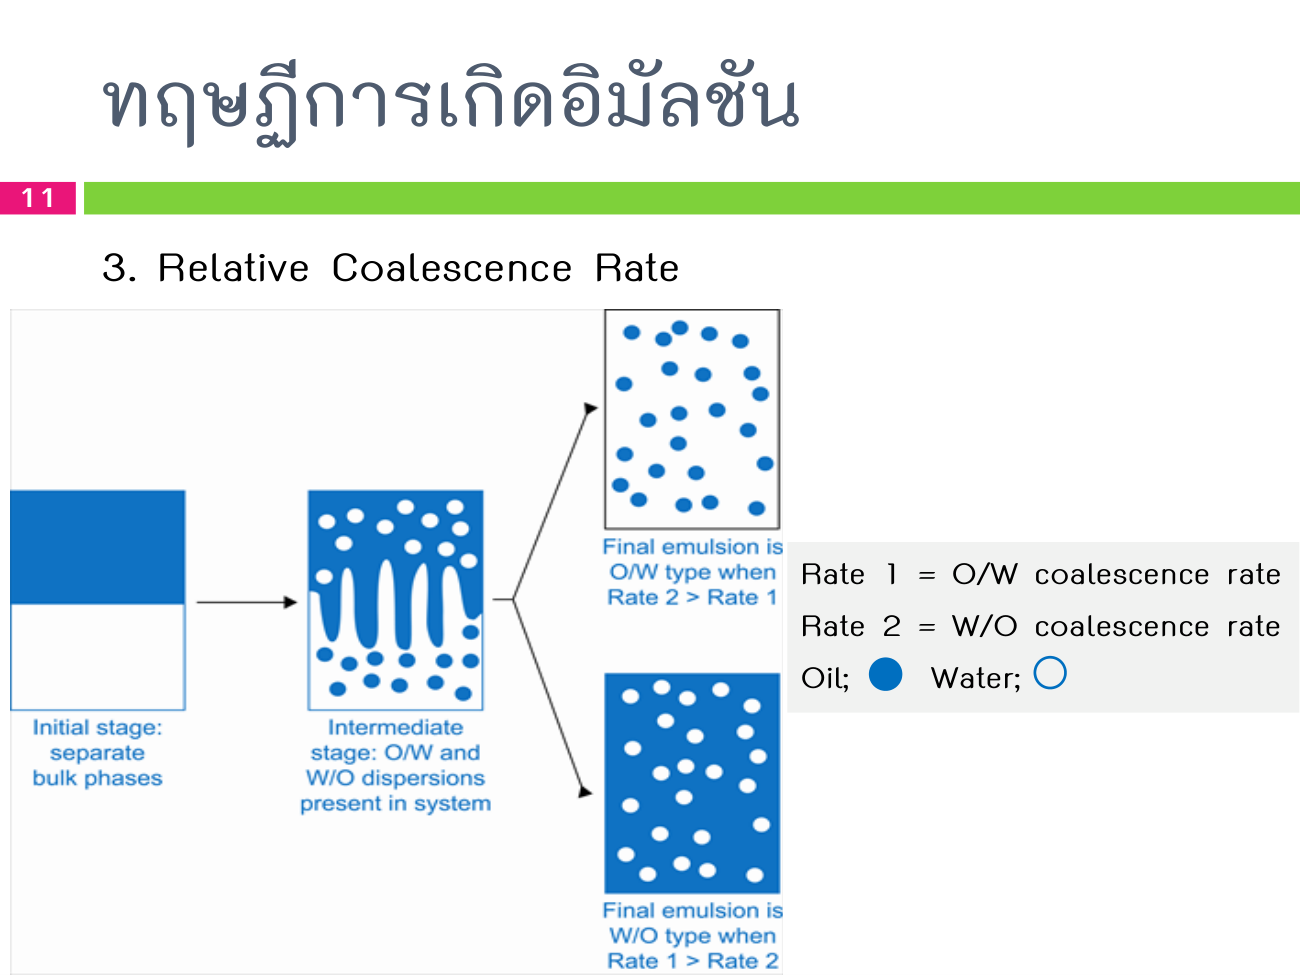 ทฤษฎีการเกิดอิมัลชัน
11
3. Relative Coalescence Rate
Initial stage:
separate
bulk phases
Intermediate
stage: O/W and
W/O dispersions
present in system
Final emulsion is
O/W type when
Rate 2 > Rate 1
Final emulsion is
W/O type when
Rate 1 > Rate 2
Rate 1 = O/W coalescence rate
Rate 2 = W/O coalescence rate
Oil; Water;